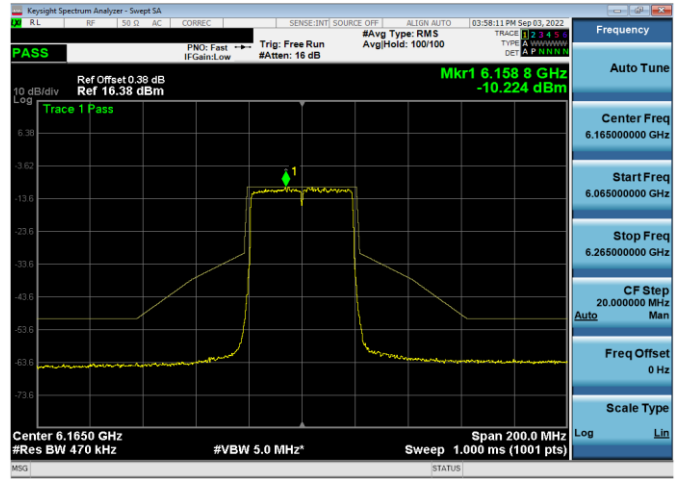 Keysight Spectrum Analyzer - Swept SA
RL RF 50 Ω AC CORREC SENSE:INT SOURCE OFF ALIGN AUTO 03:58:11 PM Sep 03, 2022
PASS
PNO: Fast
IFGain:Low
Trig: Free Run
#Atten: 16 dB
#Avg Type: RMS
Avg|Hold: 100/100
TRACE 1 2 3 4 5 6
TYPE A WWWWW
DET A P N N N N
Ref Offset 0.38 dB
10 dB/div Ref 16.38 dBm
Log
Mkr1 6.158 8 GHz
-10.224 dBm
Trace 1 Pass
6.38
-3.62
1
-13.6
-23.6
-33.6
-43.6
-53.6
-63.6
-73.6
Center 6.1650 GHz Span 200.0 MHz
#Res BW 470 kHz #VBW 5.0 MHz* Sweep 1.000 ms (1001 pts)
MSG STATUS
Frequency
Auto Tune
Center Freq
6.165000000 GHz
Start Freq
6.065000000 GHz
Stop Freq
6.265000000 GHz
CF Step
20.000000 MHz
Auto Man
Freq Offset
0 Hz
Scale Type
Log Lin